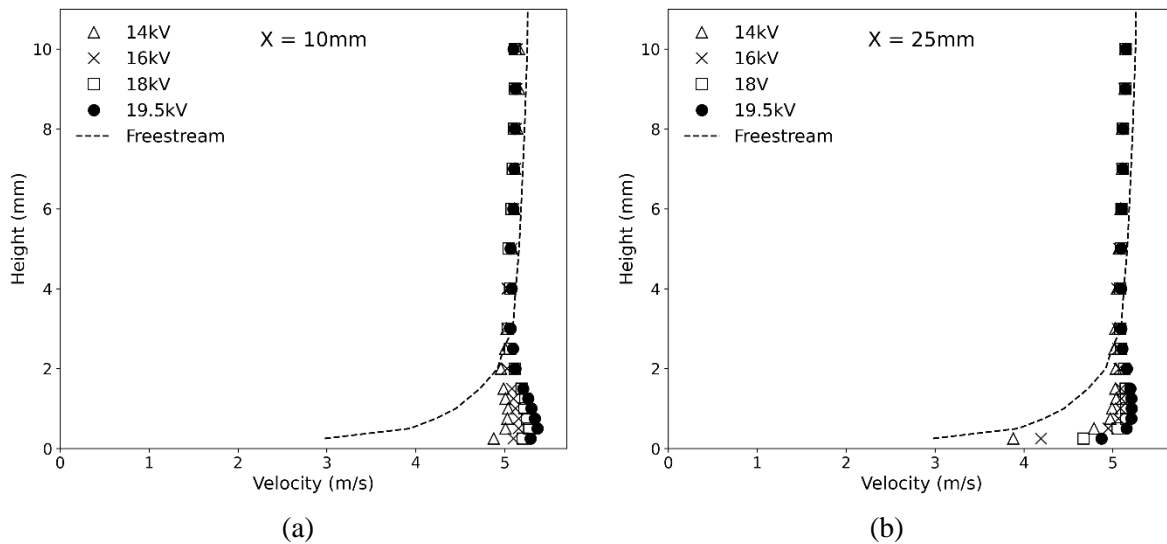 X = 10mm
14kV
16kV
18kV
19.5kV
Freestream
10
8
6
4
2
0
Height (mm)
0 1 2 3 4 5
Velocity (m/s)
(a)
X = 25mm
14kV
16kV
18V
19.5kV
Freestream
10
8
6
4
2
0
Height (mm)
0 1 2 3 4 5
Velocity (m/s)
(b)